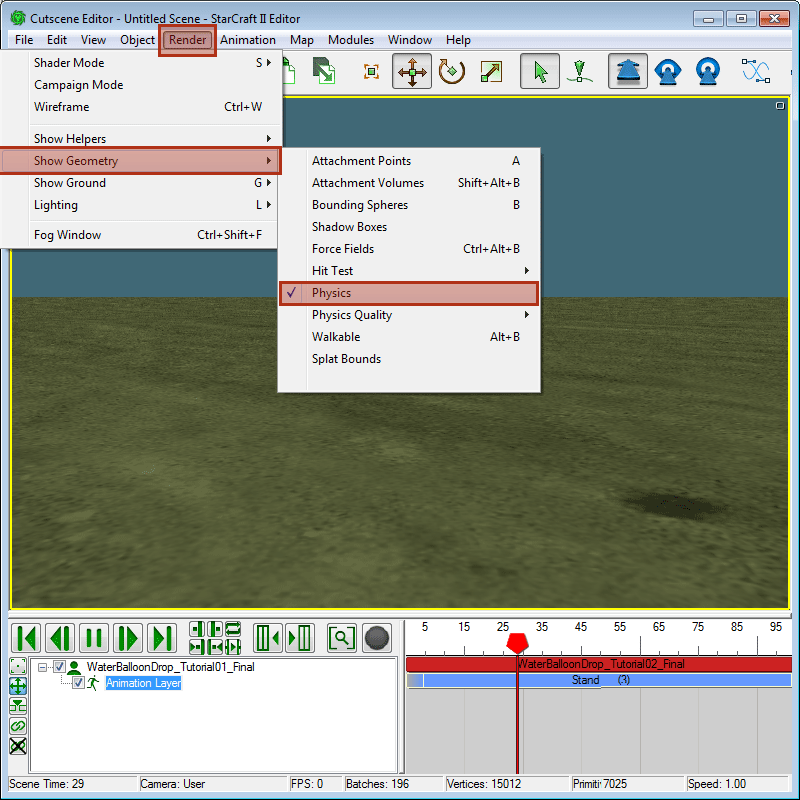 Cutscene Editor - Untitled Scene - StarCraft II Editor
File Edit View Object Render Animation Map Modules Window Help
Shader Mode S
Campaign Mode
Wireframe Ctrl+W
Show Helpers
Show Geometry
Show Ground G
Lighting L
Fog Window Ctrl+Shift+F
Attachment Points A
Attachment Volumes Shift+Alt+B
Bounding Spheres B
Shadow Boxes
Force Fields Ctrl+Alt+B
Hit Test
Physics
Physics Quality
Walkable Alt+B
Splat Bounds
5 15 25 35 45 55 65 75 85 95
WaterBalloonDrop_Tutorial01_Final
Animation Layer
WaterBalloonDrop_Tutorial02_Final
Stand (3)
Scene Time: 29 Camera: User FPS: 0 Batches: 196 Vertices: 15012 Primiti 7025 Speed: 1.00